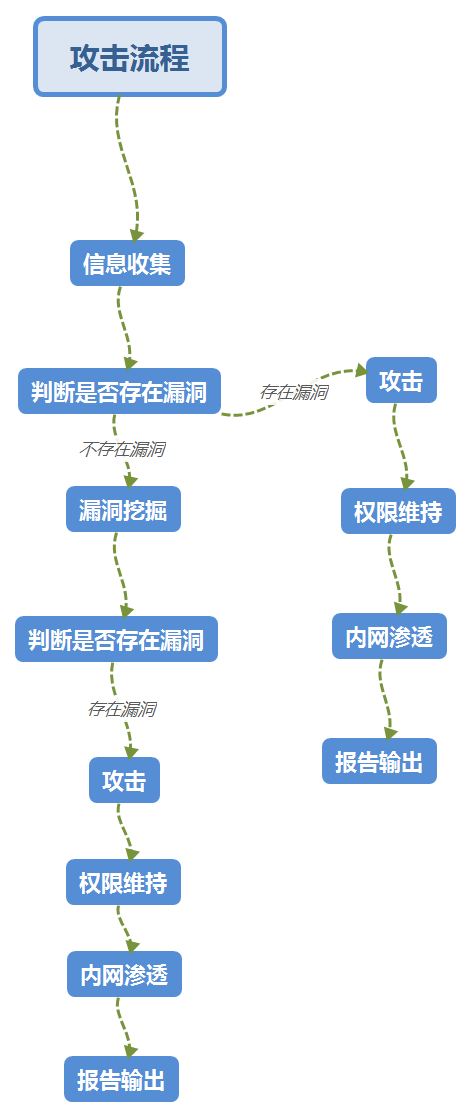 攻击流程
信息收集
判断是否存在漏洞
存在漏洞
攻击
不存在漏洞
漏洞挖掘
权限维持
判断是否存在漏洞
内网渗透
存在漏洞
报告输出
攻击
权限维持
内网渗透
报告输出